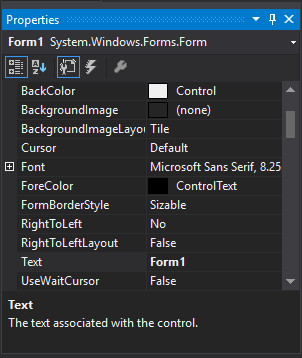 Properties
Form1 System.Windows.Forms.Form
BackColor Control
BackgroundImage (none)
BackgroundImageLayou Tile
Cursor Default
Font Microsoft Sans Serif, 8.25
ForeColor ControlText
FormBorderStyle Sizable
RightToLeft No
RightToLeftLayout False
Text Form1
UseWaitCursor False
Text
The text associated with the control.